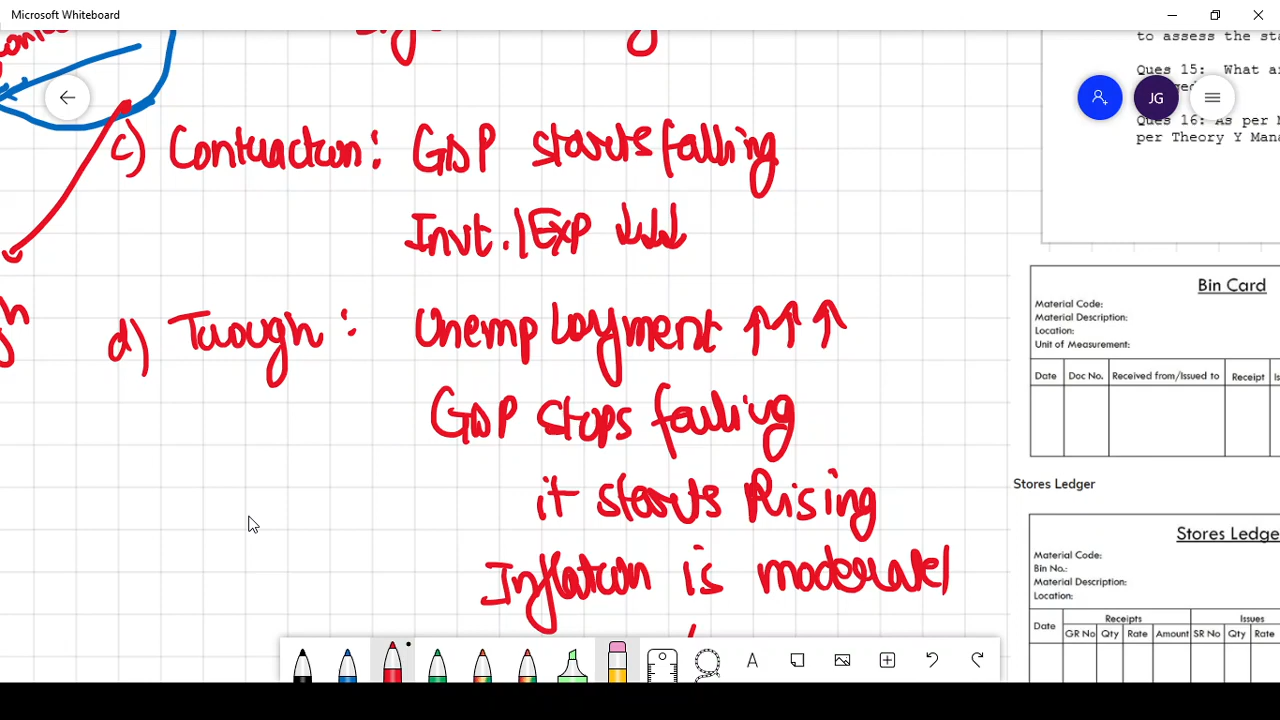 Microsoft Whiteboard
c) Contraction: GDP starts falling
Invt. / Exp ↓↓↓
d) Trough: Unemployment ↑↑↑
GDP stops falling
it starts Rising
Inflation is moderate/
to assess the sta
Ques 15: What ar
JG
Ques 16: As per M
per Theory Y Mana
Bin Card
Material Code:
Material Description:
Location:
Unit of Measurement:
Date Doc No. Received from/Issued to Receipt Is
Stores Ledger
Stores Ledge
Material Code:
Bin No.:
Material Description:
Location:
Date Receipts Issues
GR No Qty Rate Amount SR No Qty Rate
A